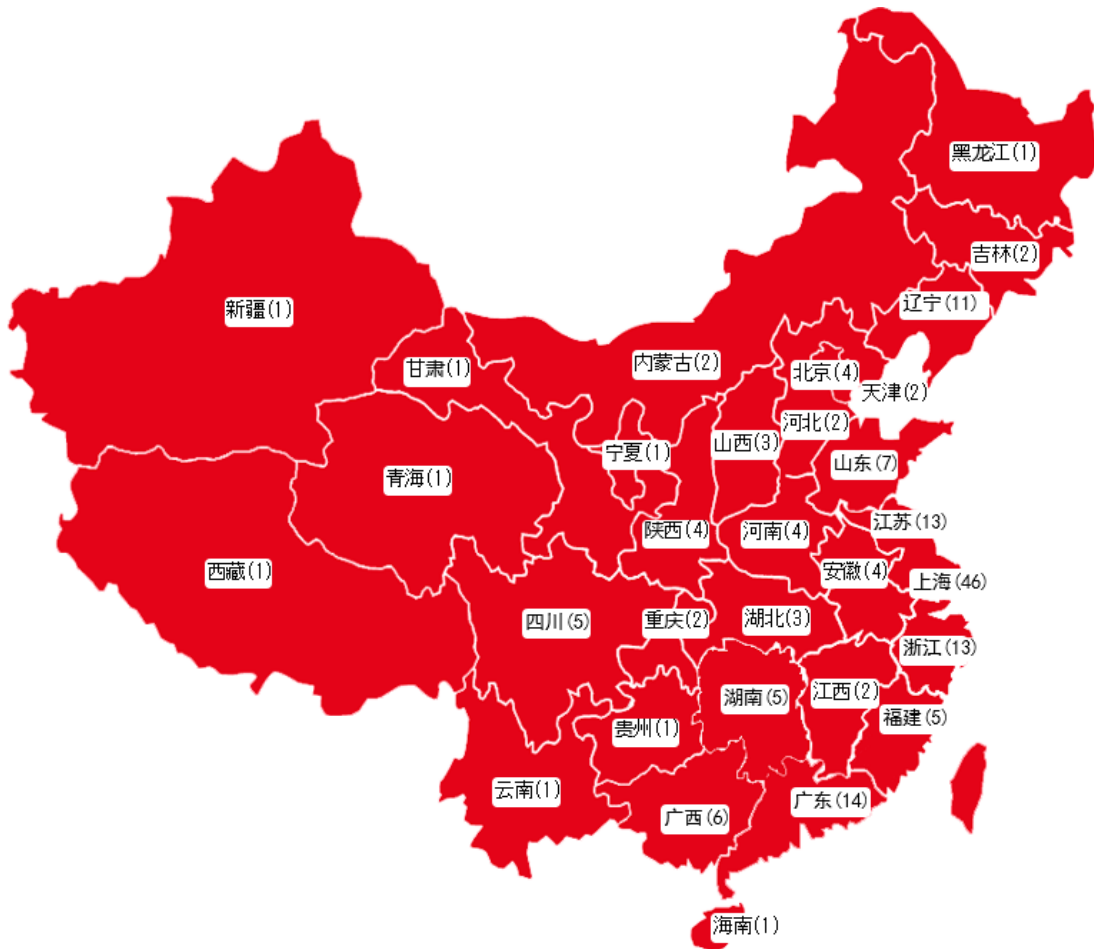 黑龙江(1)
吉林(2)
辽宁(11)
新疆(1)
内蒙古(2)
甘肃(1)
北京(4)
天津(2)
河北(2)
山西(3)
宁夏(1)
山东(7)
青海(1)
江苏(13)
陕西(4)
河南(4)
西藏(1)
安徽(4)
上海(46)
四川(5)
重庆(2)
湖北(3)
浙江(13)
江西(2)
湖南(5)
福建(5)
贵州(1)
云南(1)
广东(14)
广西(6)
海南(1)